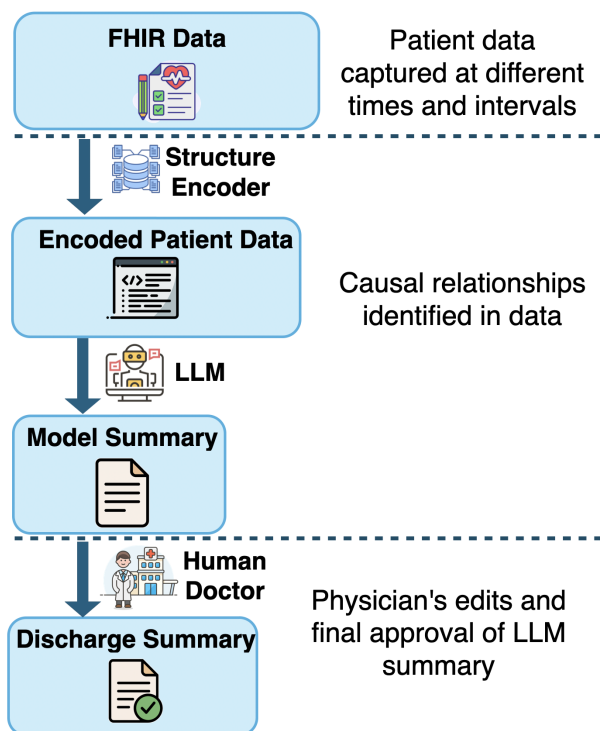 FHIR Data
Patient data
captured at different
times and intervals
Structure
Encoder
Encoded Patient Data
</>
Causal relationships
identified in data
LLM
Model Summary
Human
Doctor
Physician's edits and
final approval of LLM
summary
Discharge Summary